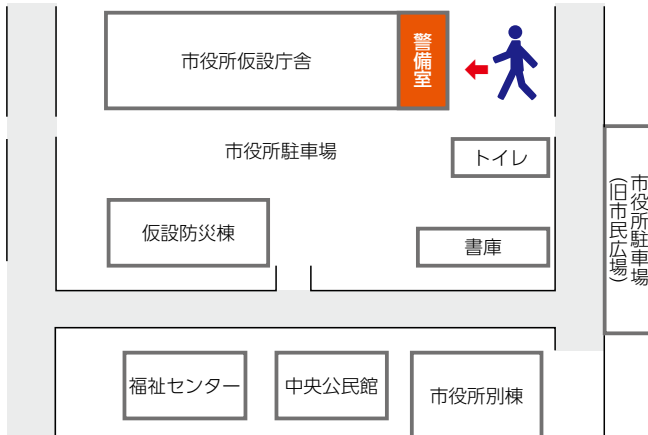 市役所仮設庁舎
警備室
市役所駐車場
トイレ
仮設防災棟
書庫
市役所駐車場
（旧市民広場）
福祉センター
中央公民館
市役所別棟